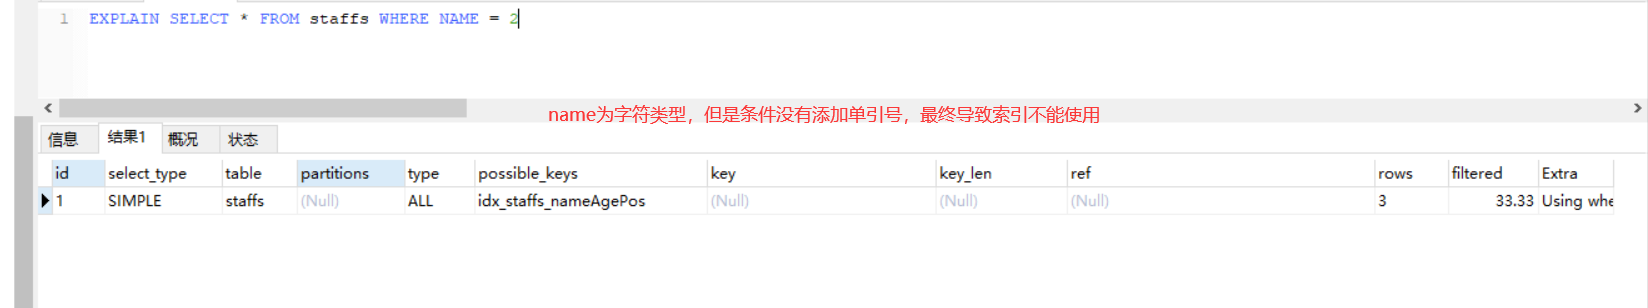 1 EXPLAIN SELECT * FROM staffs WHERE NAME = 2
name为字符类型，但是条件没有添加单引号，最终导致索引不能使用
信息 结果1 概况 状态
id select_type table partitions type possible_keys key key_len ref rows filtered Extra
1 SIMPLE staffs (Null) ALL idx_staffs_nameAgePos (Null) (Null) (Null) 3 33.33 Using whe